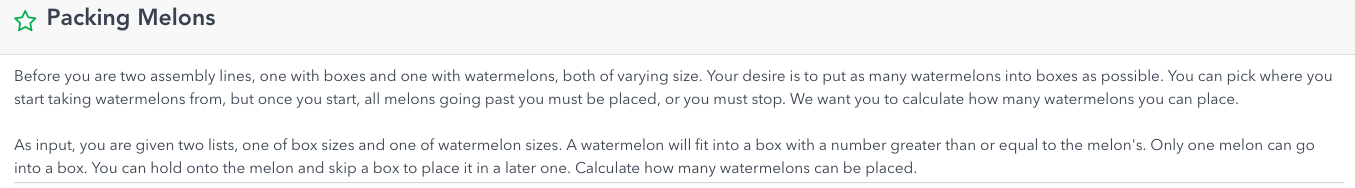 Packing Melons
Before you are two assembly lines, one with boxes and one with watermelons, both of varying size. Your desire is to put as many watermelons into boxes as possible. You can pick where you
start taking watermelons from, but once you start, all melons going past you must be placed, or you must stop. We want you to calculate how many watermelons you can place.
As input, you are given two lists, one of box sizes and one of watermelon sizes. A watermelon will fit into a box with a number greater than or equal to the melon's. Only one melon can go
into a box. You can hold onto the melon and skip a box to place it in a later one. Calculate how many watermelons can be placed.